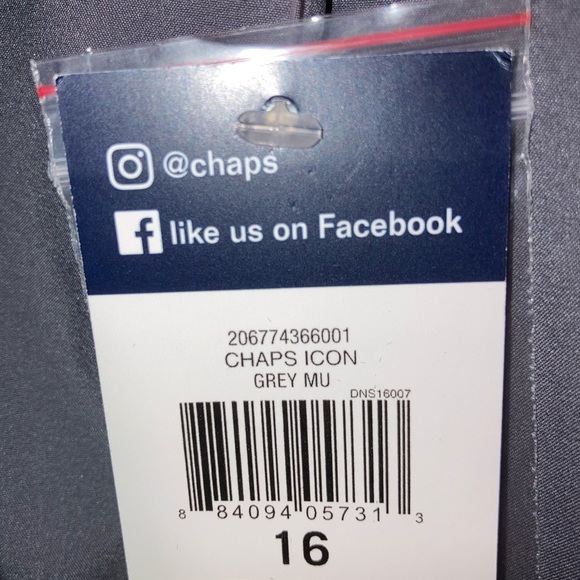 @chaps
f like us on Facebook
206774366001
CHAPS ICON
GREY MU
DNS16007
8 84094 05731 3
16